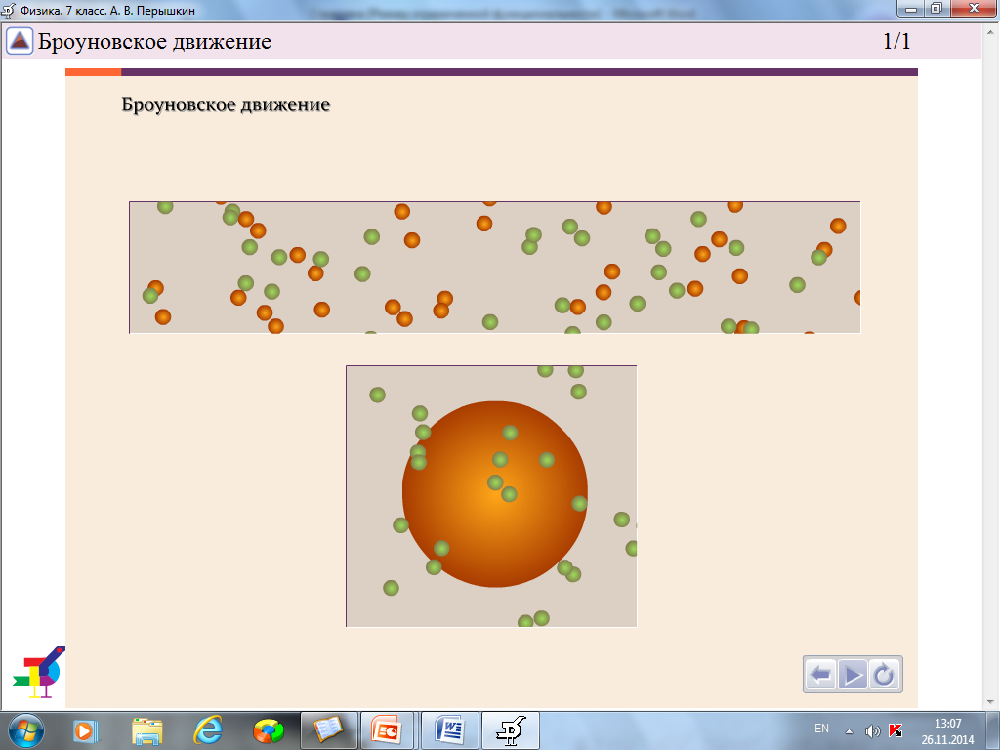 Физика. 7 класс. А. В. Перышкин
Броуновское движение 1/1
Броуновское движение
EN
13:07
26.11.2014